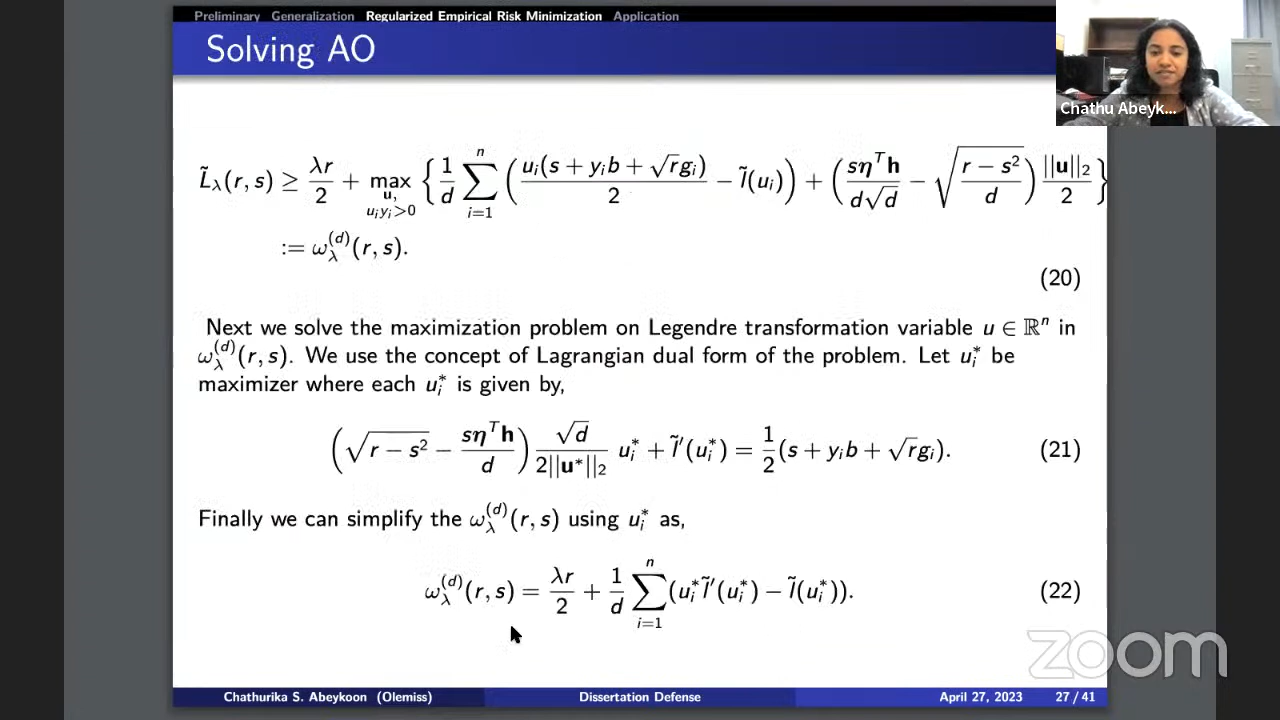 Preliminary Generalization Regularized Empirical Risk Minimization Application
Solving AO
Chathu Abeyk...
L̃_λ(r, s) ≥ λr/2 + max_{u, u_i y_i>0} { 1/d ∑_{i=1}^{n} ( u_i(s + y_i b + √r g_i)/2 − l̃(u_i) ) + ( sη^T h/(d√d) − √((r − s²)/d) ) ||u||₂/2 }
:= ω_λ^{(d)}(r, s).
(20)
Next we solve the maximization problem on Legendre transformation variable u ∈ ℝ^n in
ω_λ^{(d)}(r, s). We use the concept of Lagrangian dual form of the problem. Let u_i^* be
maximizer where each u_i^* is given by,
( √(r − s²) − sη^T h/d ) √d/(2||u^*||₂) u_i^* + l̃′(u_i^*) = 1/2 (s + y_i b + √r g_i). (21)
Finally we can simplify the ω_λ^{(d)}(r, s) using u_i^* as,
ω_λ^{(d)}(r, s) = λr/2 + 1/d ∑_{i=1}^{n} (u_i^* l̃′(u_i^*) − l̃(u_i^*)). (22)
zoom
Chathurika S. Abeykoon (Olemiss) Dissertation Defense April 27, 2023 27 / 41